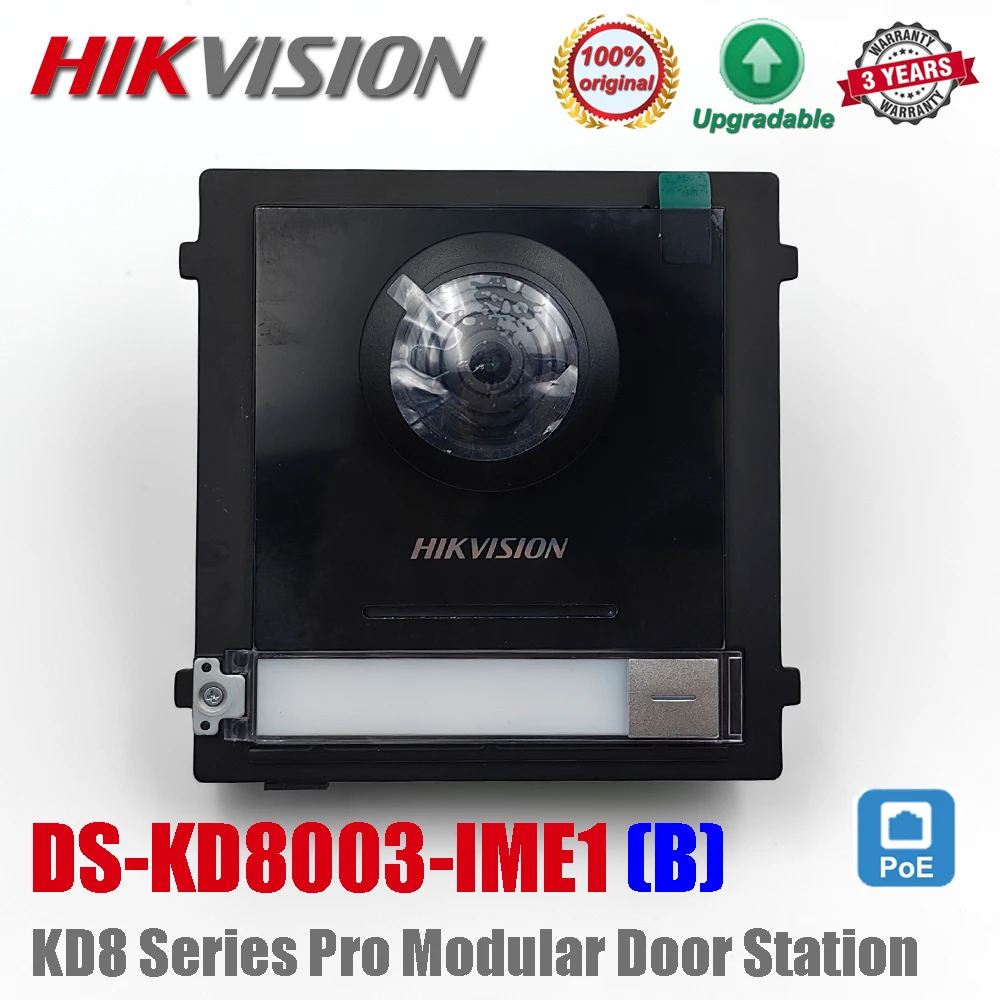 HIKVISION
100%
original
Upgradable
WARRANTY
3 YEARS
WARRANTY
HIKVISION
DS-KD8003-IME1 (B)
PoE
KD8 Series Pro Modular Door Station